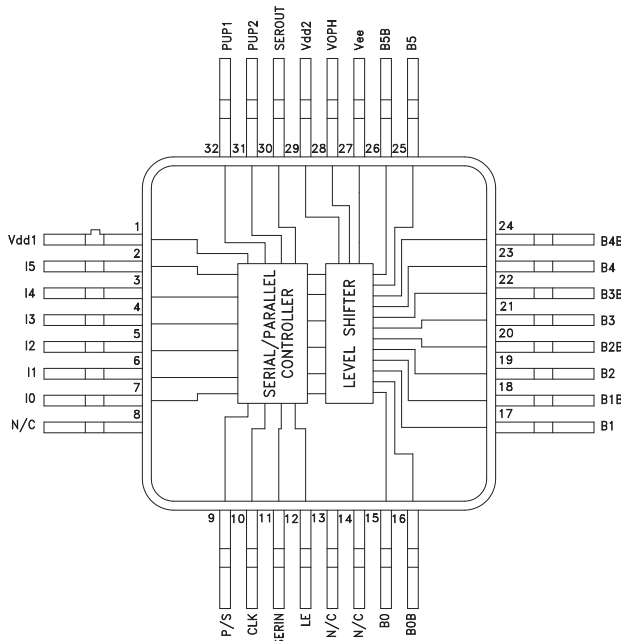 PUP1
PUP2
SEROUT
Vdd2
VOPH
Vee
B5B
B5
32
31
30
29
28
27
26
25
Vdd1
I5
I4
I3
I2
I1
I0
N/C
1
2
3
4
5
6
7
8
SERIAL/PARALLEL
CONTROLLER
LEVEL SHIFTER
24
23
22
21
20
19
18
17
B4B
B4
B3B
B3
B2B
B2
B1B
B1
9
10
11
12
13
14
15
16
P/S
CLK
SERIN
LE
N/C
N/C
B0
B0B